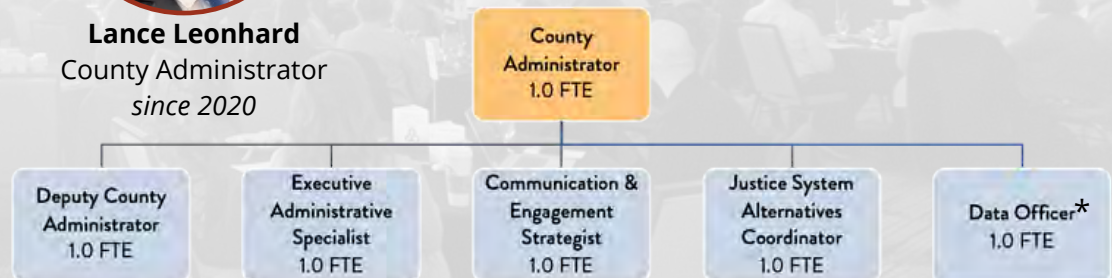 Lance Leonhard
County Administrator
since 2020
County
Administrator
1.0 FTE
Deputy County
Administrator
1.0 FTE
Executive
Administrative
Specialist
1.0 FTE
Communication &
Engagement
Strategist
1.0 FTE
Justice System
Alternatives
Coordinator
1.0 FTE
Data Officer*
1.0 FTE